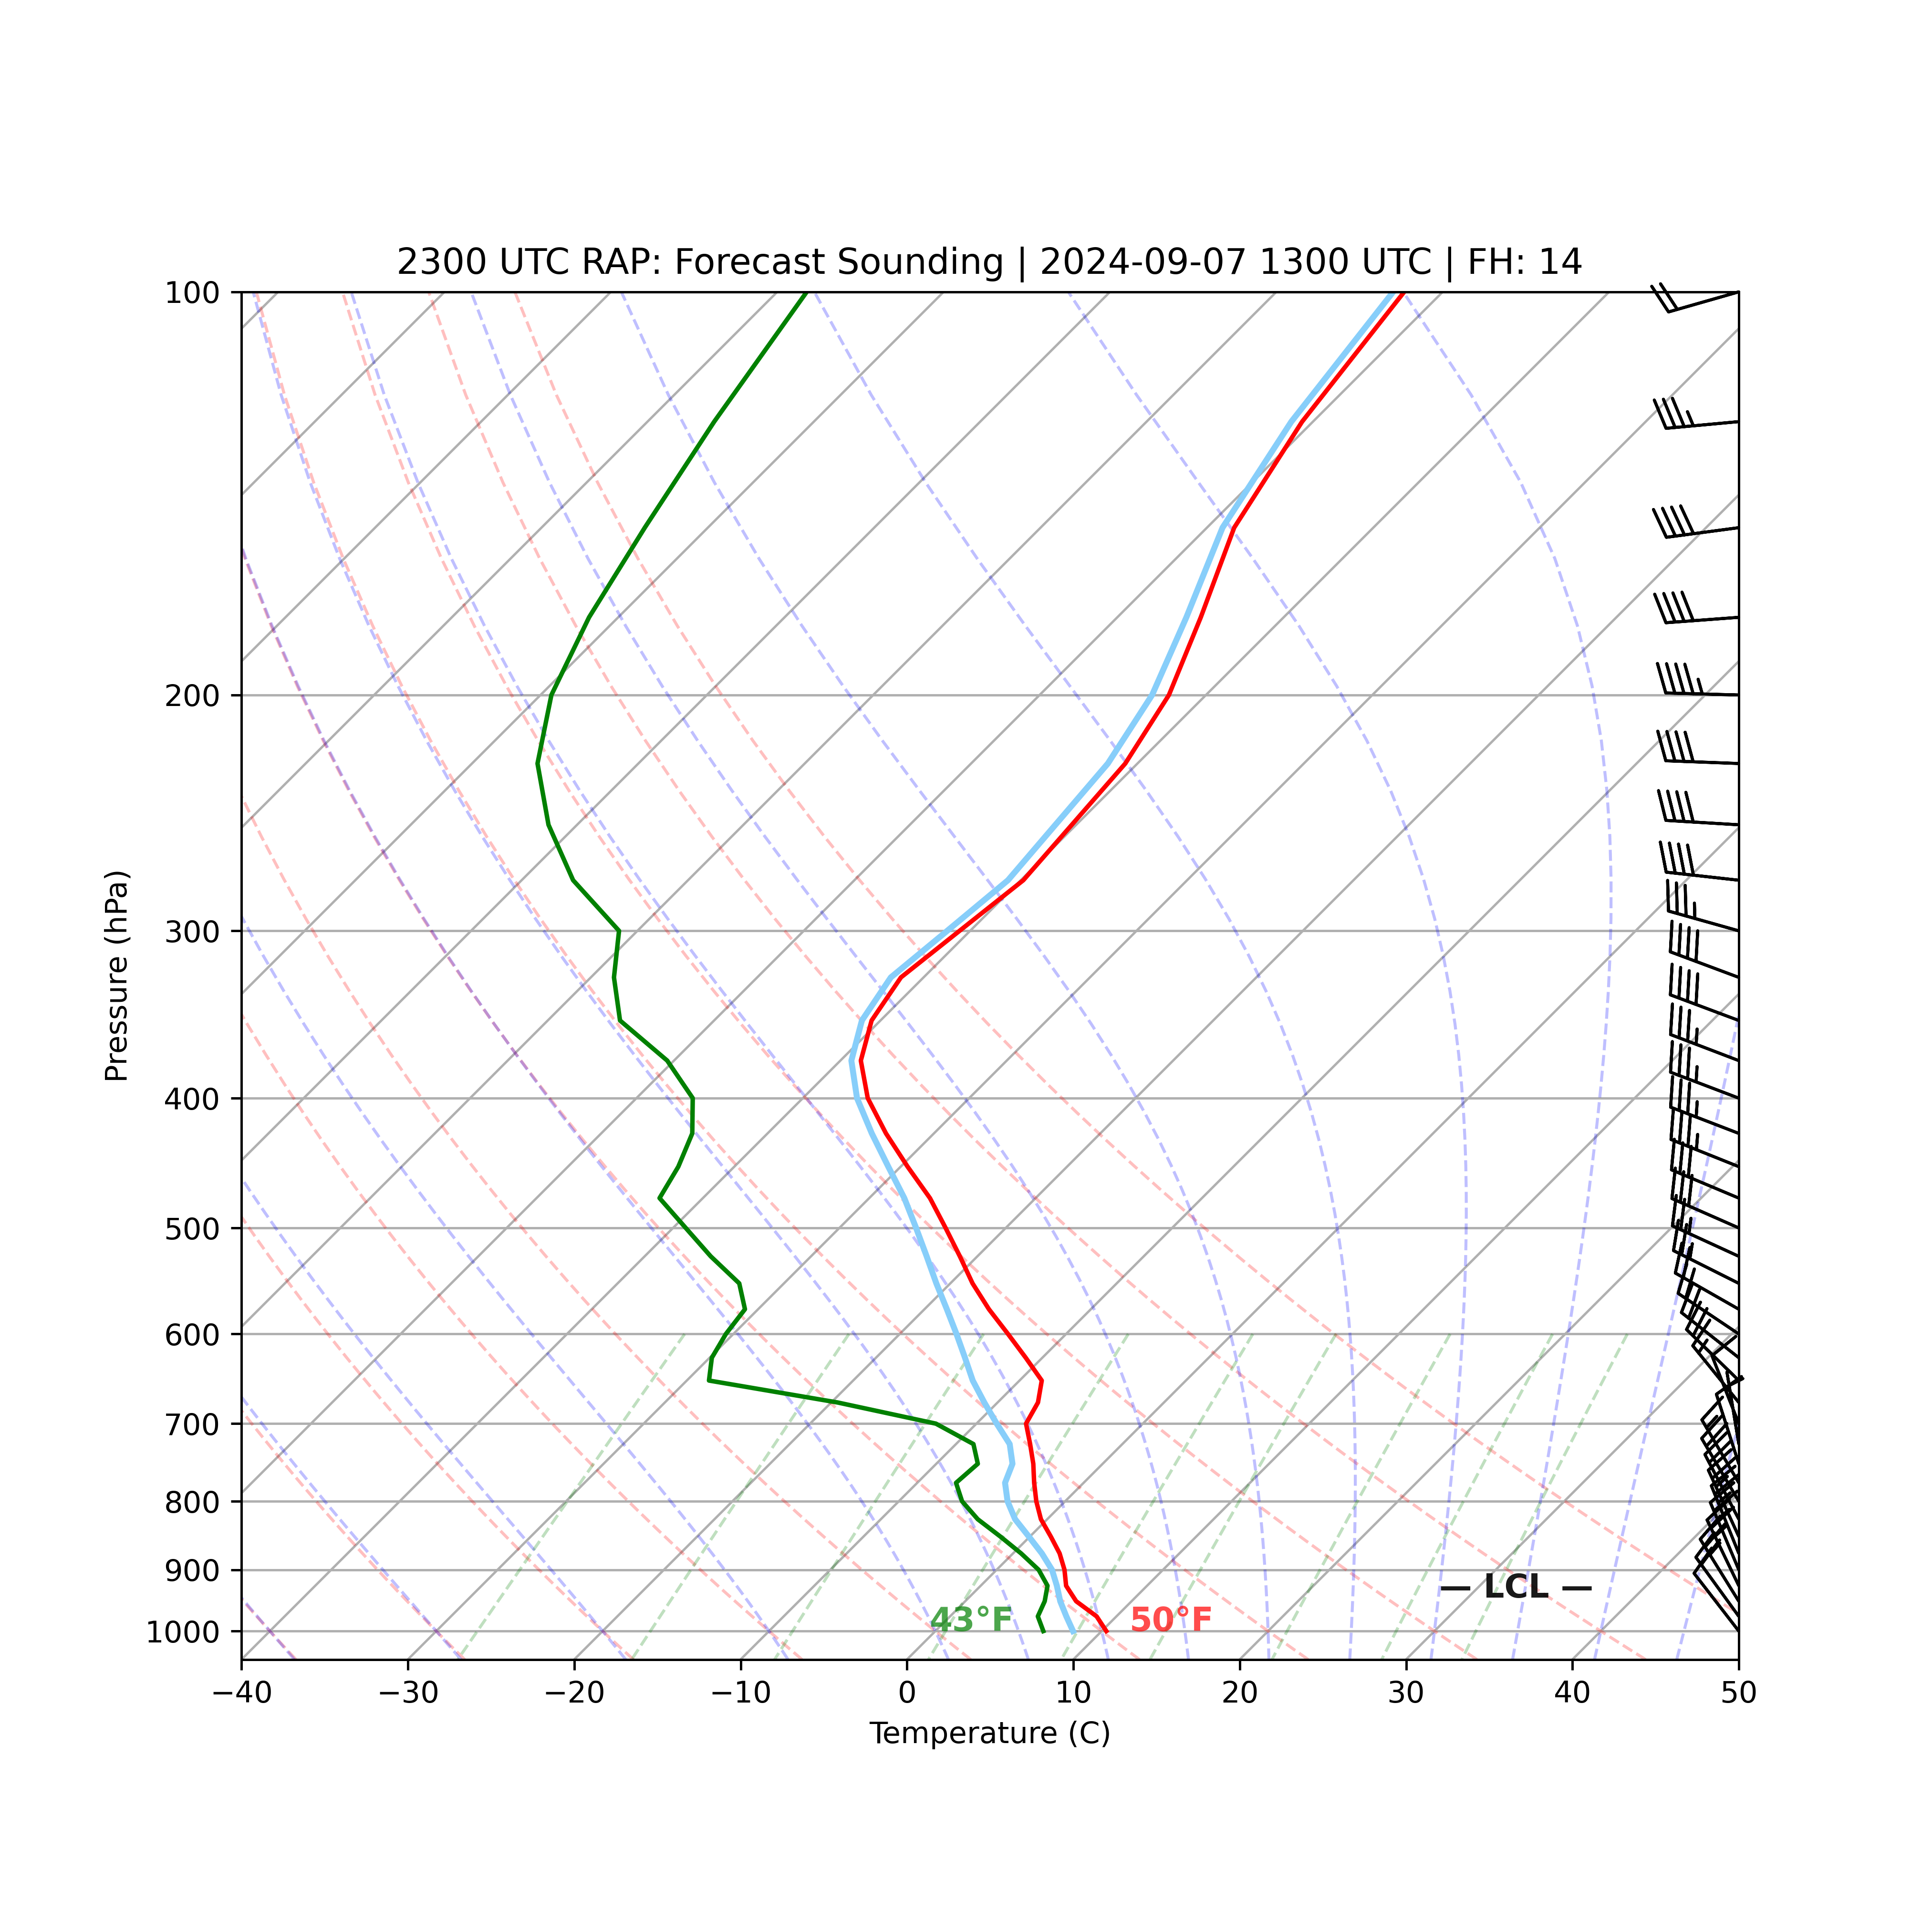 2300 UTC RAP: Forecast Sounding | 2024-09-07 1300 UTC | FH: 14
100
200
300
400
500
600
700
800
900
1000
Pressure (hPa)
— LCL —
43°F
50°F
−40 −30 −20 −10 0 10 20 30 40 50
Temperature (C)